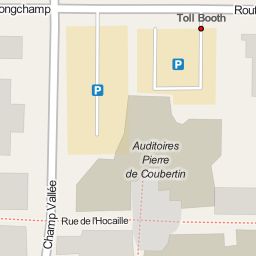 ongchamp
Rout
Toll Booth
P
P
Auditoires
Pierre
de Coubertin
Champ Vallée
Rue de l'Hocaille